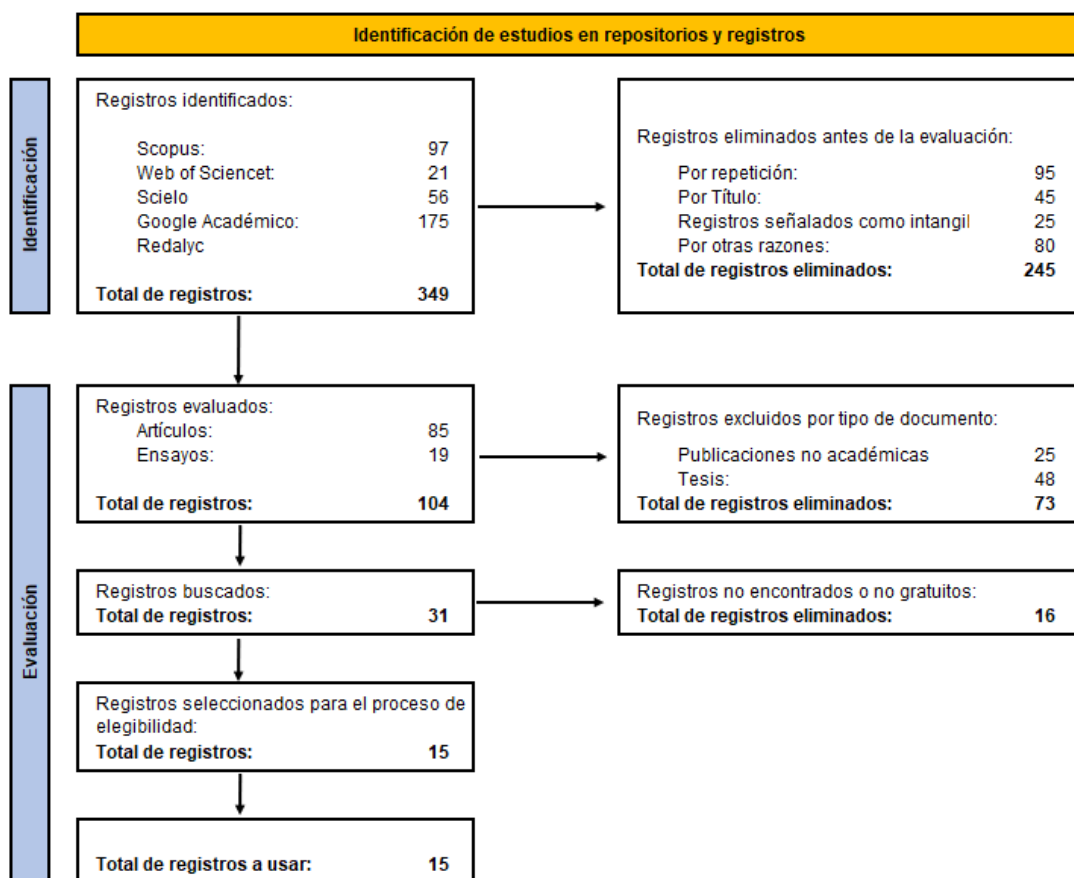 Identificación de estudios en repositorios y registros
Identificación
Registros identificados:
Scopus: 97
Web of Sciencet: 21
Scielo 56
Google Académico: 175
Redalyc
Total de registros: 349
Registros eliminados antes de la evaluación:
Por repetición: 95
Por Título: 45
Registros señalados como intangil 25
Por otras razones: 80
Total de registros eliminados: 245
Evaluación
Registros evaluados:
Artículos: 85
Ensayos: 19
Total de registros: 104
Registros excluidos por tipo de documento:
Publicaciones no académicas 25
Tesis: 48
Total de registros eliminados: 73
Registros buscados:
Total de registros: 31
Registros no encontrados o no gratuitos:
Total de registros eliminados: 16
Registros seleccionados para el proceso de
elegibilidad:
Total de registros: 15
Total de registros a usar: 15